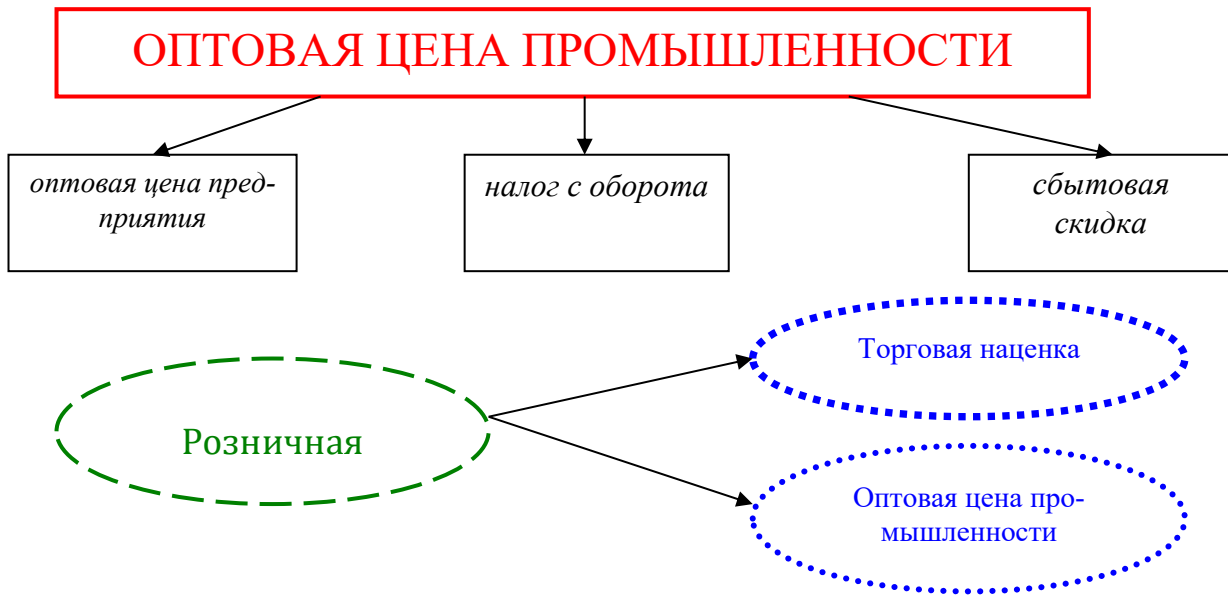 ОПТОВАЯ ЦЕНА ПРОМЫШЛЕННОСТИ
оптовая цена пред-
приятия
налог с оборота
сбытовая
скидка
Торговая наценка
Розничная
Оптовая цена про-
мышленности